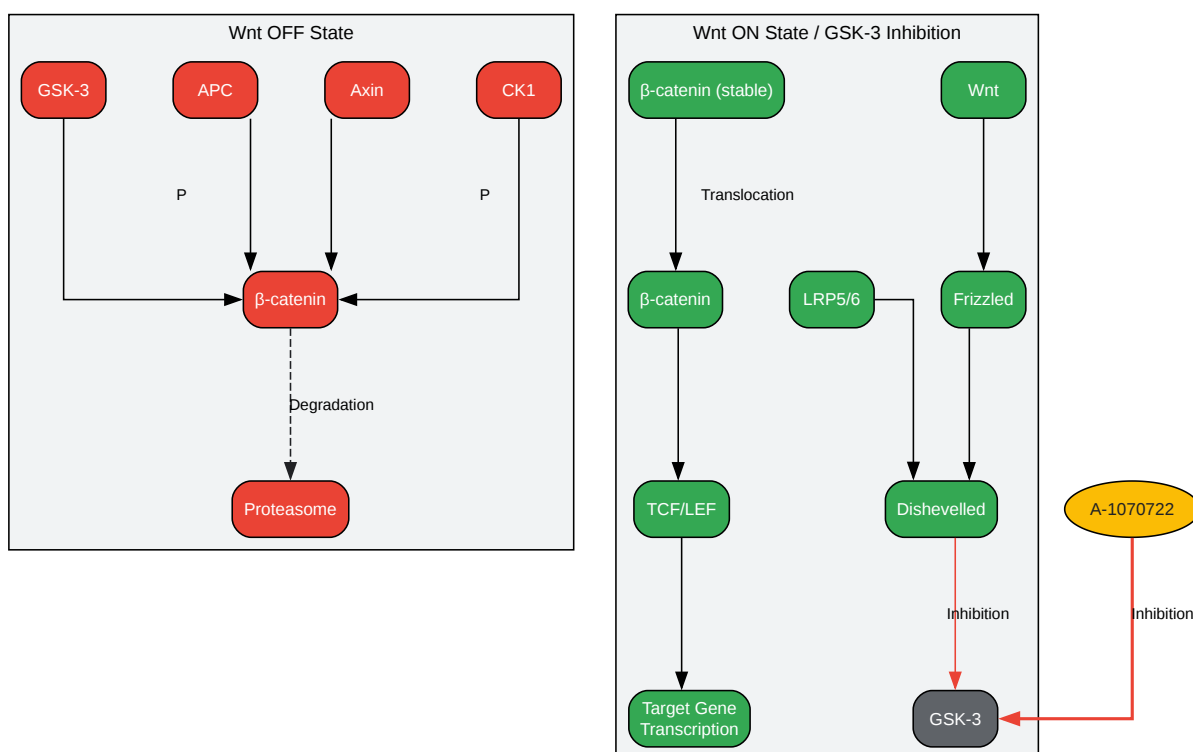 Wnt OFF State
GSK-3
APC
Axin
CK1
P
P
β-catenin
Degradation
Proteasome
Wnt ON State / GSK-3 Inhibition
β-catenin (stable)
Wnt
Translocation
β-catenin
LRP5/6
Frizzled
TCF/LEF
Dishevelled
A-1070722
Inhibition
Inhibition
Target Gene
Transcription
GSK-3